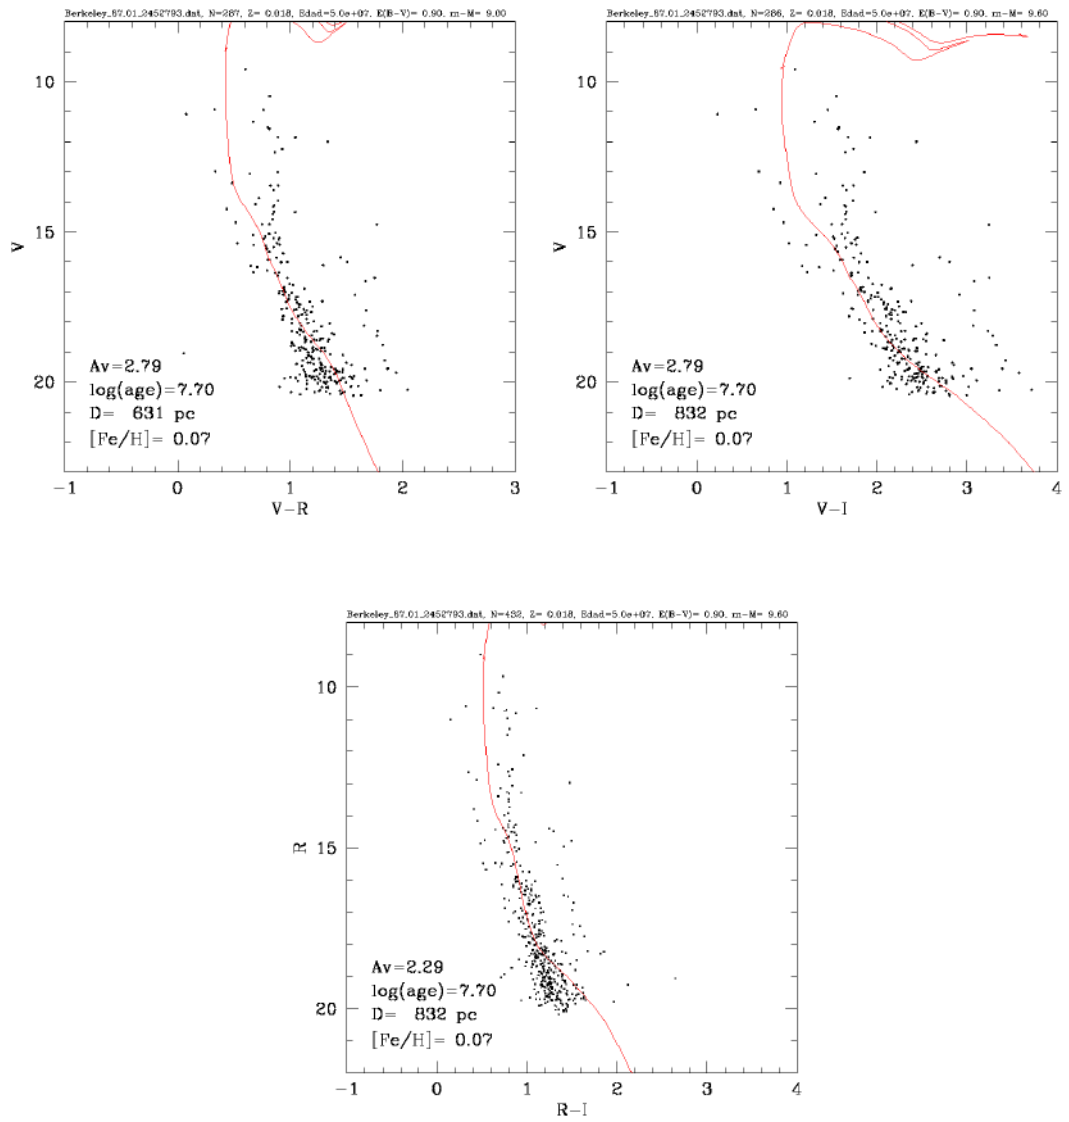 Berkeley_87.01_2452793.dat, N=287, Z= 0.018, Edad=5.0e+07, E(B-V)= 0.90, m-M= 9.00
10
15
20
V
Av=2.79
log(age)=7.70
D= 631 pc
[Fe/H]= 0.07
-1 0 1 2 3
V-R
Berkeley_87.01_2452793.dat, N=286, Z= 0.018, Edad=5.0e+07, E(B-V)= 0.90, m-M= 9.60
10
15
20
V
Av=2.79
log(age)=7.70
D= 832 pc
[Fe/H]= 0.07
-1 0 1 2 3 4
V-I
Berkeley_87.01_2452793.dat, N=432, Z= 0.018, Edad=5.0e+07, E(B-V)= 0.90, m-M= 9.60
10
15
20
R
Av=2.29
log(age)=7.70
D= 832 pc
[Fe/H]= 0.07
-1 0 1 2 3 4
R-I